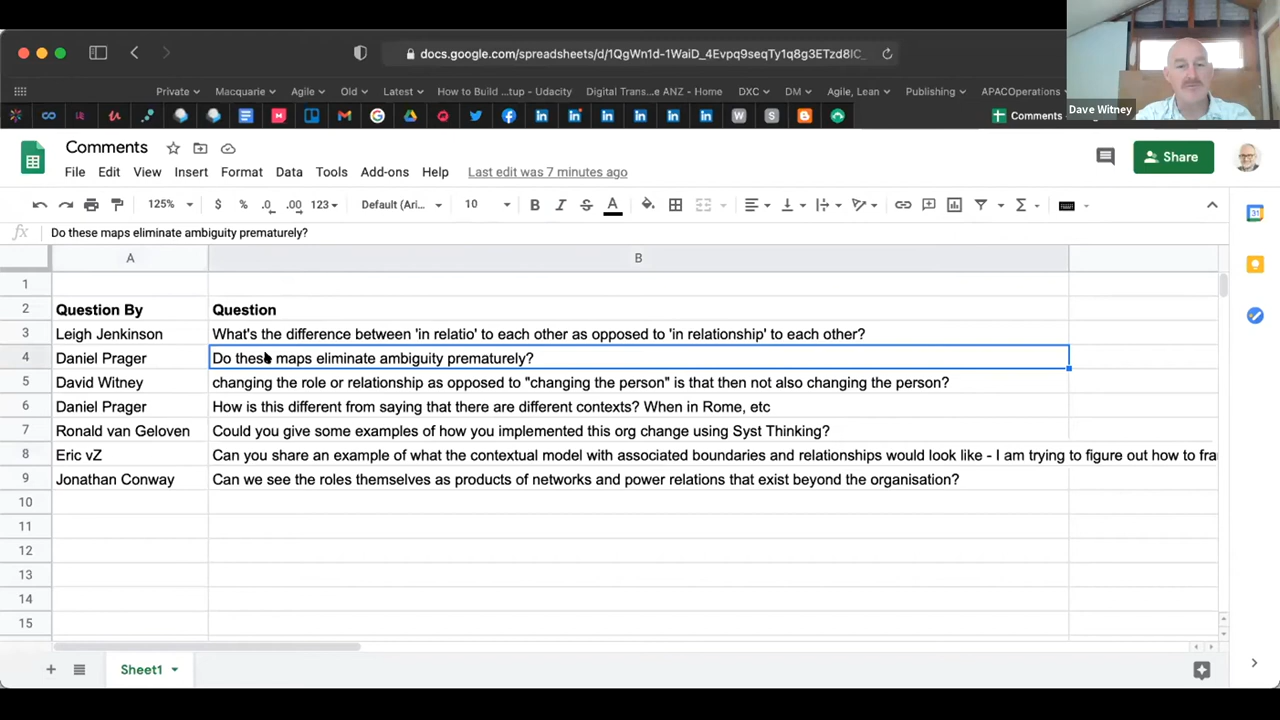 docs.google.com/spreadsheets/d/1QgWn1d-1WaiD_4Evpq9seqTy1q8g3ETzd8IC_
Private Macquarie Agile Old Latest How to Build ...tup - Udacity Digital Trans...e ANZ - Home DXC DM Agile, Lean Publishing APACOperations
Dave Witney
Comments
Comments
File Edit View Insert Format Data Tools Add-ons Help Last edit was 7 minutes ago
Share
125% $ % .0 .00 123 Default (Ari... 10 B I S A
fx Do these maps eliminate ambiguity prematurely?
A B
1
2 Question By Question
3 Leigh Jenkinson What's the difference between 'in relatio' to each other as opposed to 'in relationship' to each other?
4 Daniel Prager Do these maps eliminate ambiguity prematurely?
5 David Witney changing the role or relationship as opposed to "changing the person" is that then not also changing the person?
6 Daniel Prager How is this different from saying that there are different contexts? When in Rome, etc
7 Ronald van Geloven Could you give some examples of how you implemented this org change using Syst Thinking?
8 Eric vZ Can you share an example of what the contextual model with associated boundaries and relationships would look like - I am trying to figure out how to fra
9 Jonathan Conway Can we see the roles themselves as products of networks and power relations that exist beyond the organisation?
10
11
12
13
14
15
Sheet1